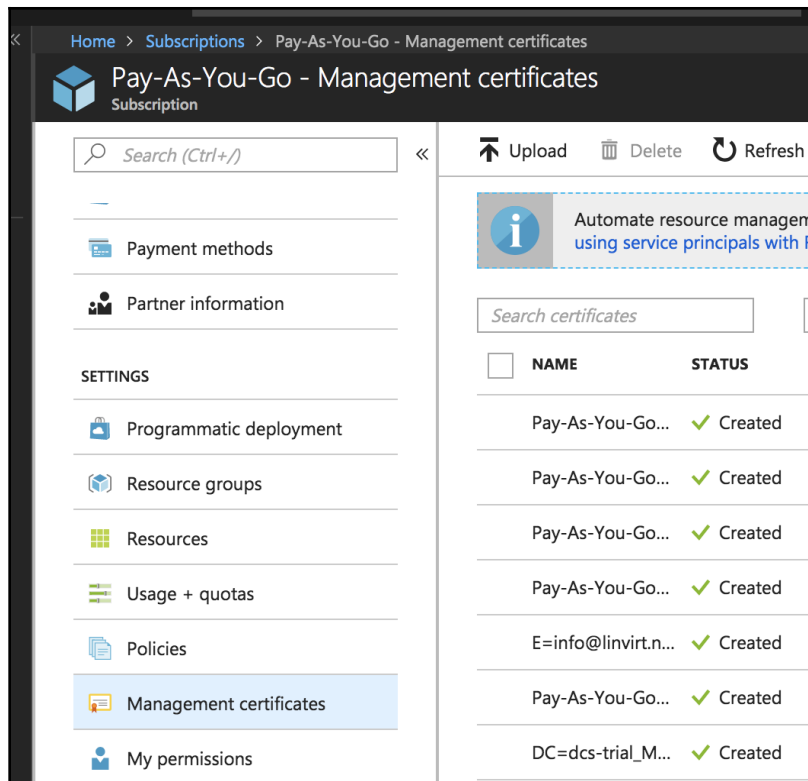 Home > Subscriptions > Pay-As-You-Go - Management certificates
Pay-As-You-Go - Management certificates
Subscription
Search (Ctrl+/)
Payment methods
Partner information
SETTINGS
Programmatic deployment
Resource groups
Resources
Usage + quotas
Policies
Management certificates
My permissions
Upload Delete Refresh
Automate resource managem
using service principals with
Search certificates
NAME STATUS
Pay-As-You-Go... Created
Pay-As-You-Go... Created
Pay-As-You-Go... Created
Pay-As-You-Go... Created
E=info@linvirt.n... Created
Pay-As-You-Go... Created
DC=dcs-trial_M... Created